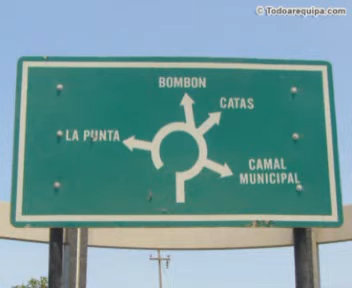 © Todoarequipa.com
BOMBON
CATAS
LA PUNTA
CAMAL
MUNICIPAL